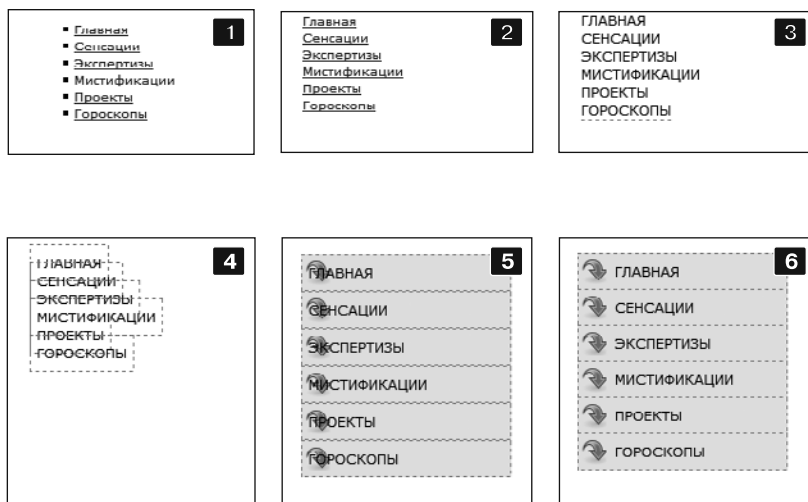 1
Главная
Сенсации
Экспертизы
Мистификации
Проекты
Гороскопы
2
Главная
Сенсации
Экспертизы
Мистификации
Проекты
Гороскопы
3
ГЛАВНАЯ
СЕНСАЦИИ
ЭКСПЕРТИЗЫ
МИСТИФИКАЦИИ
ПРОЕКТЫ
ГОРОСКОПЫ
4
ГЛАВНАЯ
СЕНСАЦИИ
ЭКСПЕРТИЗЫ
МИСТИФИКАЦИИ
ПРОЕКТЫ
ГОРОСКОПЫ
5
ГЛАВНАЯ
СЕНСАЦИИ
ЭКСПЕРТИЗЫ
МИСТИФИКАЦИИ
ПРОЕКТЫ
ГОРОСКОПЫ
6
ГЛАВНАЯ
СЕНСАЦИИ
ЭКСПЕРТИЗЫ
МИСТИФИКАЦИИ
ПРОЕКТЫ
ГОРОСКОПЫ